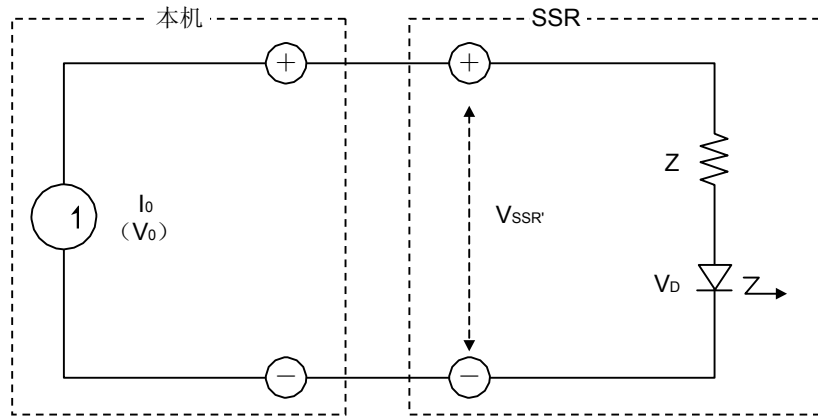 本机
SSR
+
+
Z
1
I₀
(V₀)
VSSR'
VD
−
−